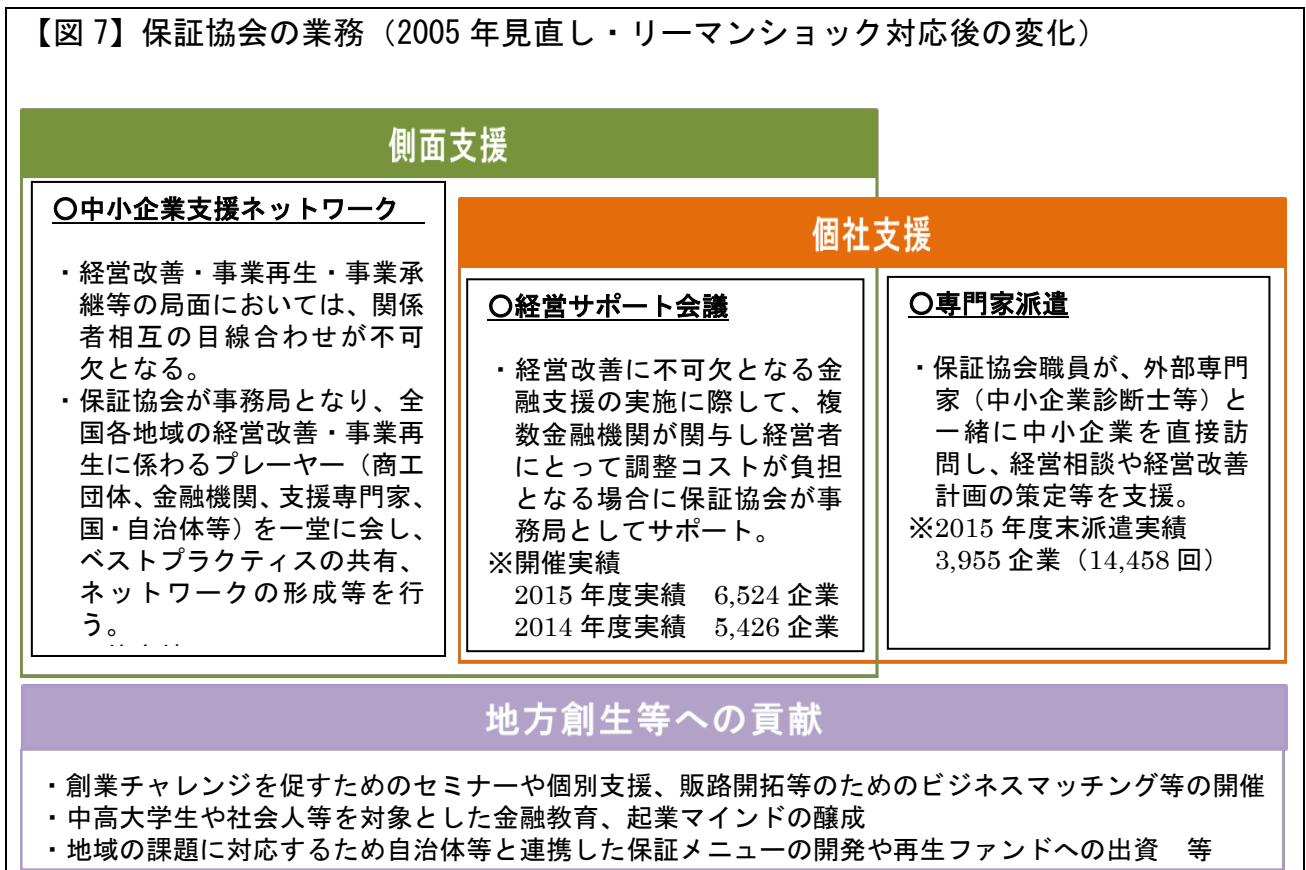 【図 7】保証協会の業務（2005 年見直し・リーマンショック対応後の変化）
側面支援
〇中小企業支援ネットワーク
・経営改善・事業再生・事業承
継等の局面においては、関係
者相互の目線合わせが不可
欠となる。
・保証協会が事務局となり、全
国各地域の経営改善・事業再
生に係わるプレーヤー（商工
団体、金融機関、支援専門家、
国・自治体等）を一堂に会し、
ベストプラクティスの共有、
ネットワークの形成等を行
う。
個社支援
〇経営サポート会議
・経営改善に不可欠となる金
融支援の実施に際して、複
数金融機関が関与し経営者
にとって調整コストが負担
となる場合に保証協会が事
務局としてサポート。
※開催実績
2015 年度実績　6,524 企業
2014 年度実績　5,426 企業
〇専門家派遣
・保証協会職員が、外部専門
家（中小企業診断士等）と
一緒に中小企業を直接訪
問し、経営相談や経営改善
計画の策定等を支援。
※2015 年度末派遣実績
3,955 企業（14,458 回）
地方創生等への貢献
・創業チャレンジを促すためのセミナーや個別支援、販路開拓等のためのビジネスマッチング等の開催
・中高大学生や社会人等を対象とした金融教育、起業マインドの醸成
・地域の課題に対応するため自治体等と連携した保証メニューの開発や再生ファンドへの出資　等